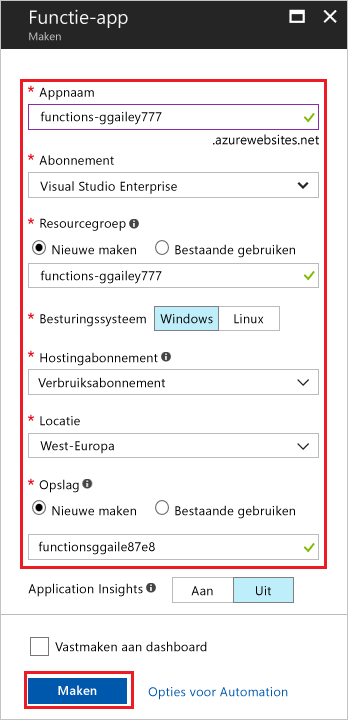 Functie-app
Maken
* Appnaam
functions-ggailey777
.azurewebsites.net
* Abonnement
Visual Studio Enterprise
* Resourcegroep
Nieuwe maken Bestaande gebruiken
functions-ggailey777
* Besturingssysteem Windows Linux
* Hostingabonnement
Verbruiksabonnement
* Locatie
West-Europa
* Opslag
Nieuwe maken Bestaande gebruiken
functionsggaile87e8
Application Insights Aan Uit
Vastmaken aan dashboard
Maken Opties voor Automation